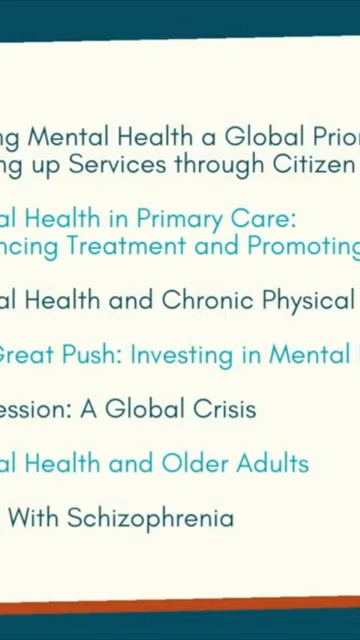 ng Mental Health a Global Prior
ng up Services through Citizen
al Health in Primary Care:
ncing Treatment and Promoting
al Health and Chronic Physical
Great Push: Investing in Mental
ession: A Global Crisis
al Health and Older Adults
With Schizophrenia